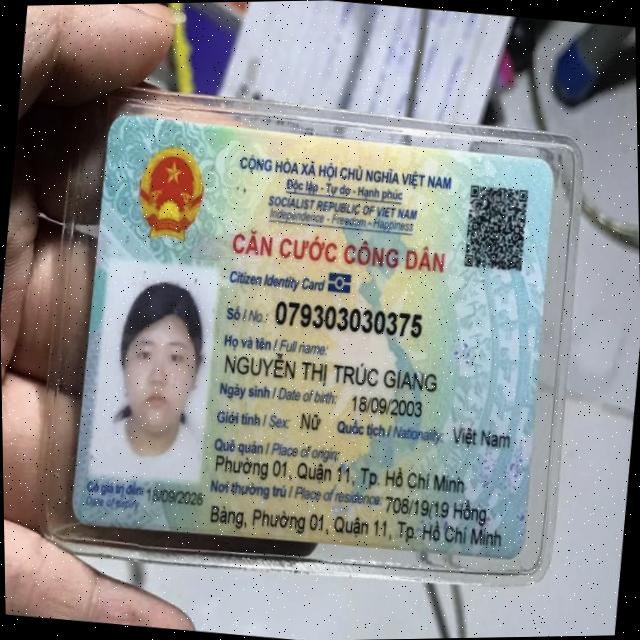 CỘNG HÒA XÃ HỘI CHỦ NGHĨA VIỆT NAM
Độc lập - Tự do - Hạnh phúc
SOCIALIST REPUBLIC OF VIET NAM
Independence - Freedom - Happiness
CĂN CƯỚC CÔNG DÂN
Citizen Identity Card
Số / No.: 079303030375
Họ và tên / Full name:
NGUYỄN THỊ TRÚC GIANG
Ngày sinh / Date of birth: 18/09/2003
Giới tính / Sex: Nữ Quốc tịch / Nationality: Việt Nam
Quê quán / Place of origin:
Phường 01, Quận 11, Tp. Hồ Chí Minh
Nơi thường trú / Place of residence: 708/19/19 Hồng
Bàng, Phường 01, Quận 11, Tp. Hồ Chí Minh
Có giá trị đến: 18/09/2028
Date of expiry